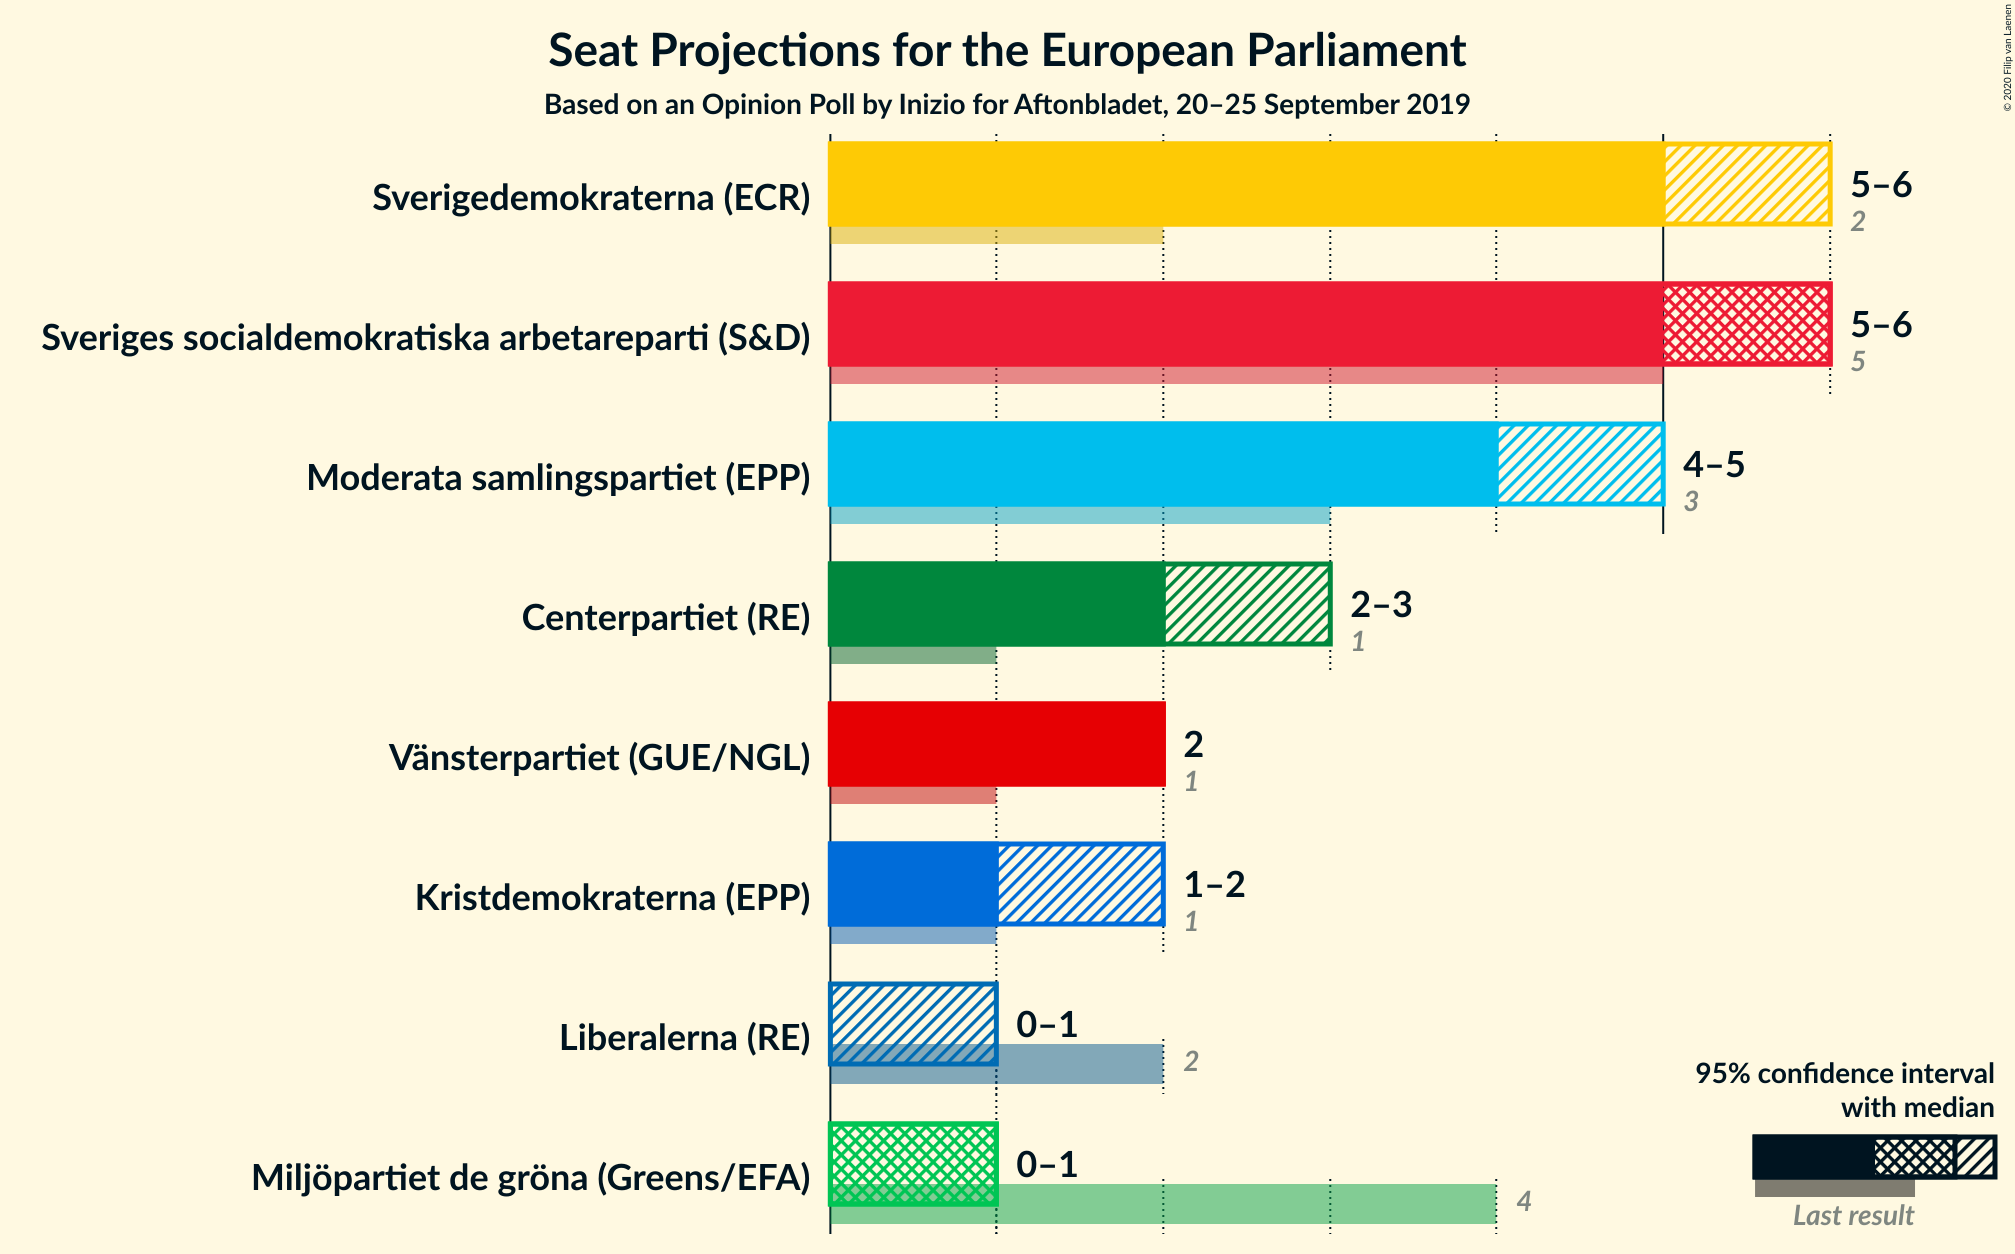 Seat Projections for the European Parliament
Based on an Opinion Poll by Inizio for Aftonbladet, 20–25 September 2019
© 2020 Filip van Laenen
Sverigedemokraterna (ECR)
5–6
2
Sveriges socialdemokratiska arbetareparti (S&D)
5–6
5
Moderata samlingspartiet (EPP)
4–5
3
Centerpartiet (RE)
2–3
1
Vänsterpartiet (GUE/NGL)
2
1
Kristdemokraterna (EPP)
1–2
1
Liberalerna (RE)
0–1
2
Miljöpartiet de gröna (Greens/EFA)
0–1
4
95% confidence interval
with median
Last result